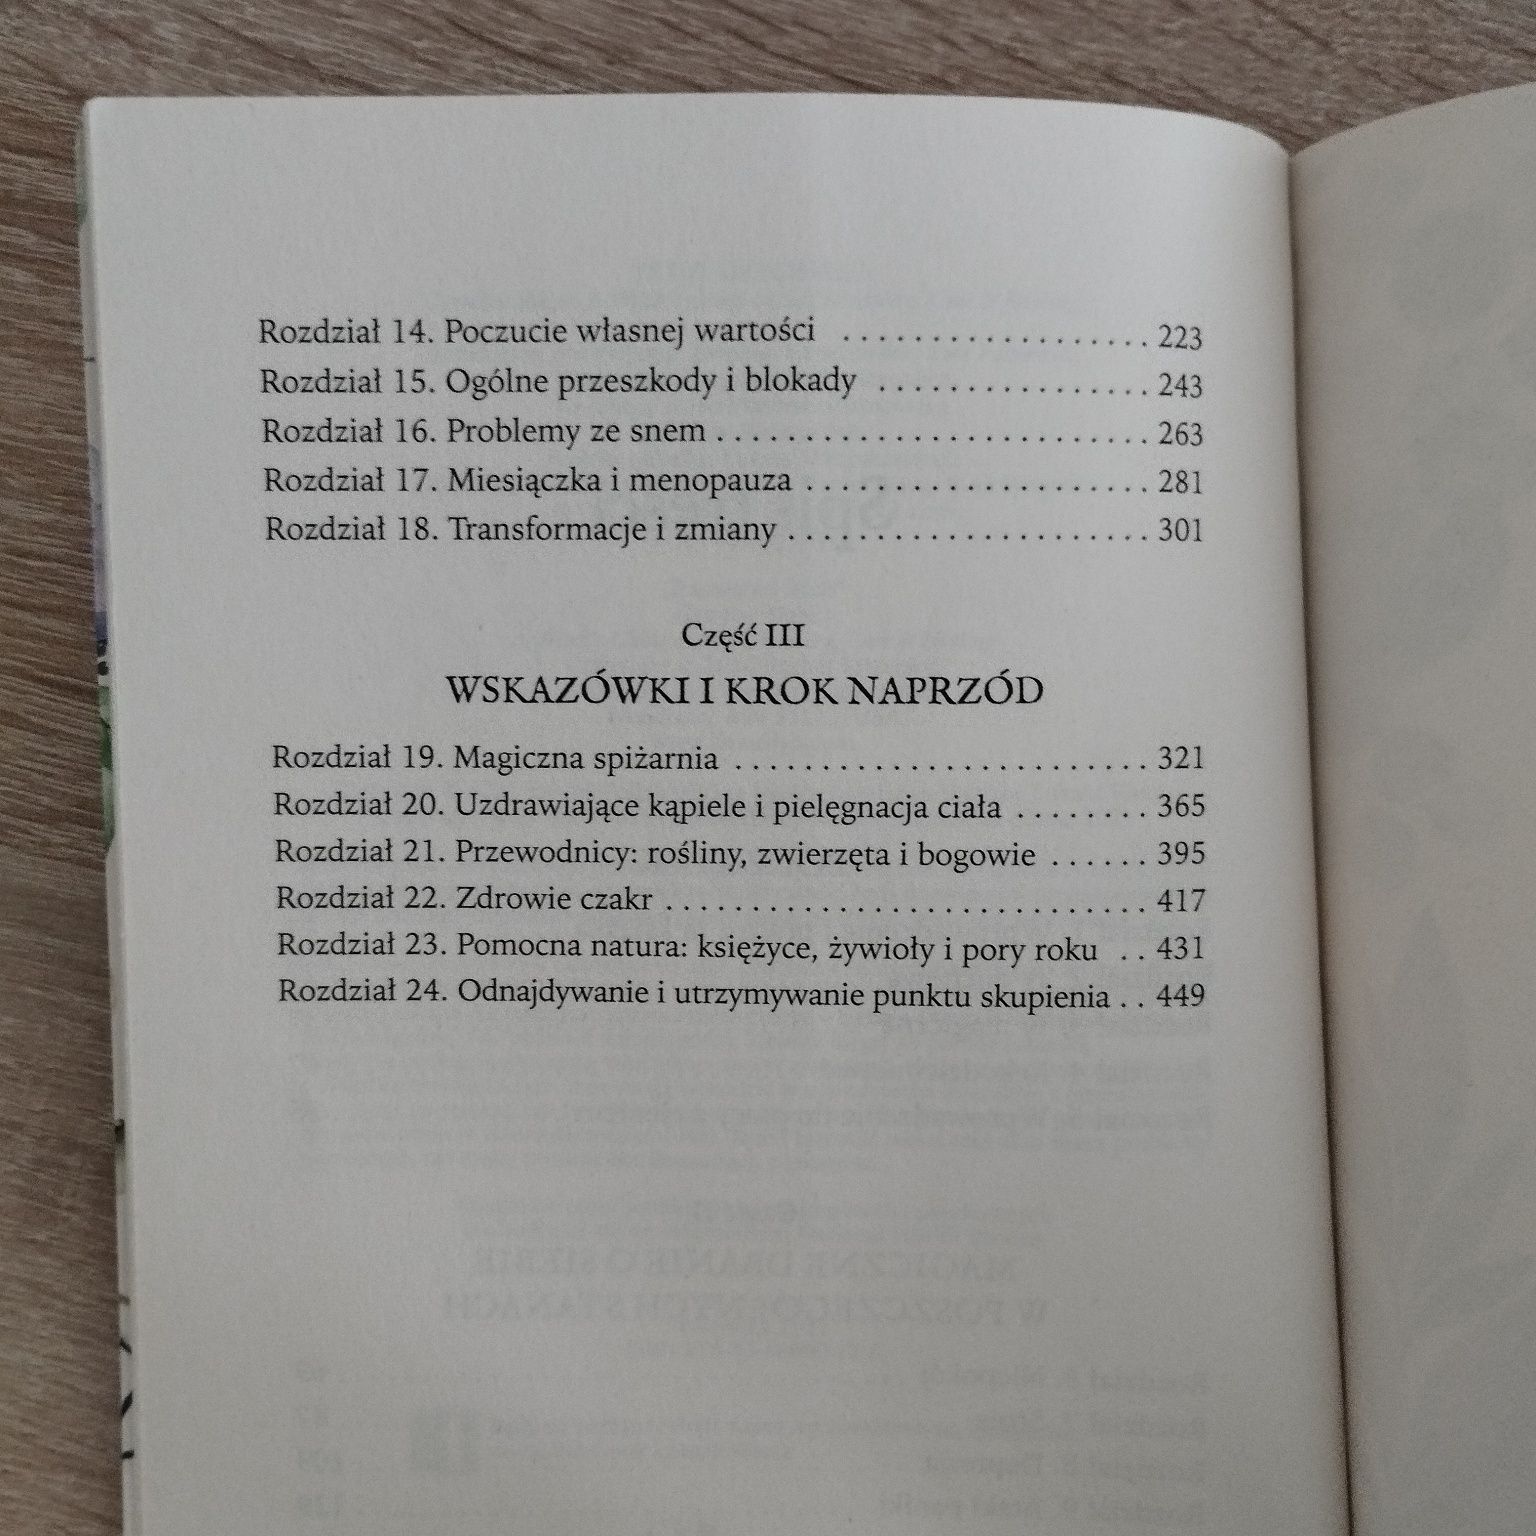 Rozdział 14. Poczucie własnej wartości . . . . . . . . . . . . . . . . . . 223
Rozdział 15. Ogólne przeszkody i blokady . . . . . . . . . . . . . . . . 243
Rozdział 16. Problemy ze snem . . . . . . . . . . . . . . . . . . . . . . . . . 263
Rozdział 17. Miesiączka i menopauza . . . . . . . . . . . . . . . . . . . . 281
Rozdział 18. Transformacje i zmiany . . . . . . . . . . . . . . . . . . . . . 301
Część III
WSKAZÓWKI I KROK NAPRZÓD
Rozdział 19. Magiczna spiżarnia . . . . . . . . . . . . . . . . . . . . . . . . 321
Rozdział 20. Uzdrawiające kąpiele i pielęgnacja ciała . . . . . . . . 365
Rozdział 21. Przewodnicy: rośliny, zwierzęta i bogowie . . . . . . 395
Rozdział 22. Zdrowie czakr . . . . . . . . . . . . . . . . . . . . . . . . . . . . 417
Rozdział 23. Pomocna natura: księżyce, żywioły i pory roku . . 431
Rozdział 24. Odnajdywanie i utrzymywanie punktu skupienia . . 449